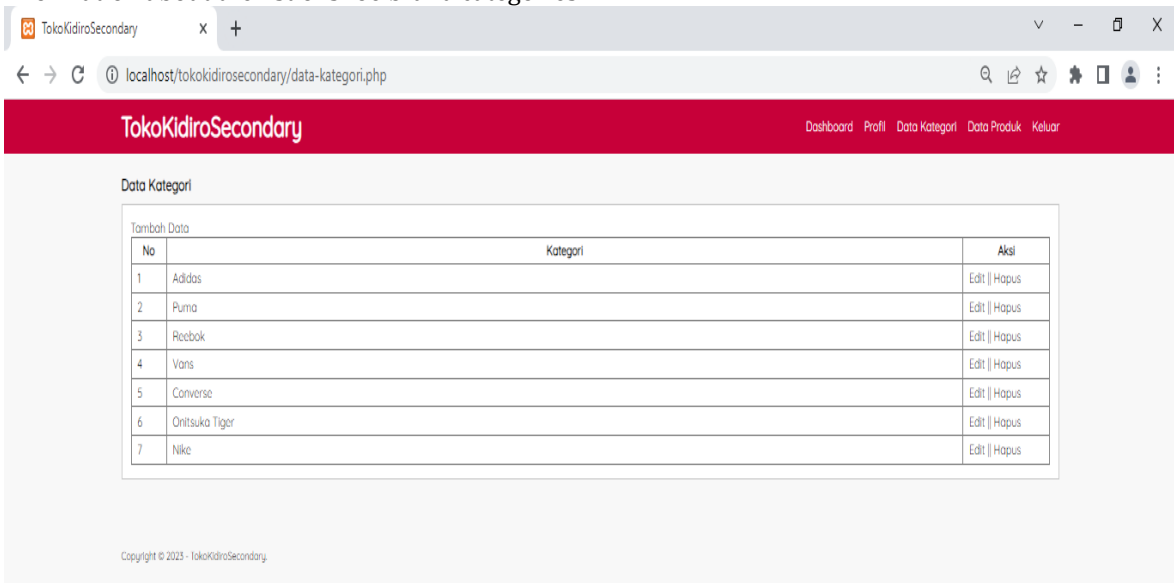 TokoKidiroSecondary
localhost/tokokidirosecondary/data-kategori.php
TokoKidiroSecondary
Dashboard Profil Data Kategori Data Produk Keluar
Data Kategori
Tambah Data
No Kategori Aksi
1 Adidas Edit || Hapus
2 Puma Edit || Hapus
3 Reebok Edit || Hapus
4 Vans Edit || Hapus
5 Converse Edit || Hapus
6 Onitsuka Tiger Edit || Hapus
7 Nike Edit || Hapus
Copyright © 2023 - TokoKidiroSecondary.